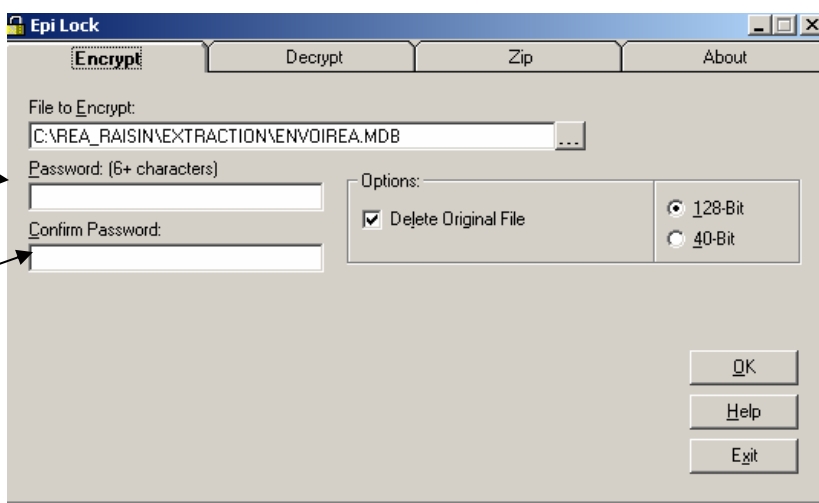 Epi Lock
Encrypt Decrypt Zip About
File to Encrypt:
C:\REA_RAISIN\EXTRACTION\ENVOIREA.MDB ...
Password: (6+ characters)
Options:
Delete Original File
128-Bit
40-Bit
Confirm Password:
OK
Help
Exit